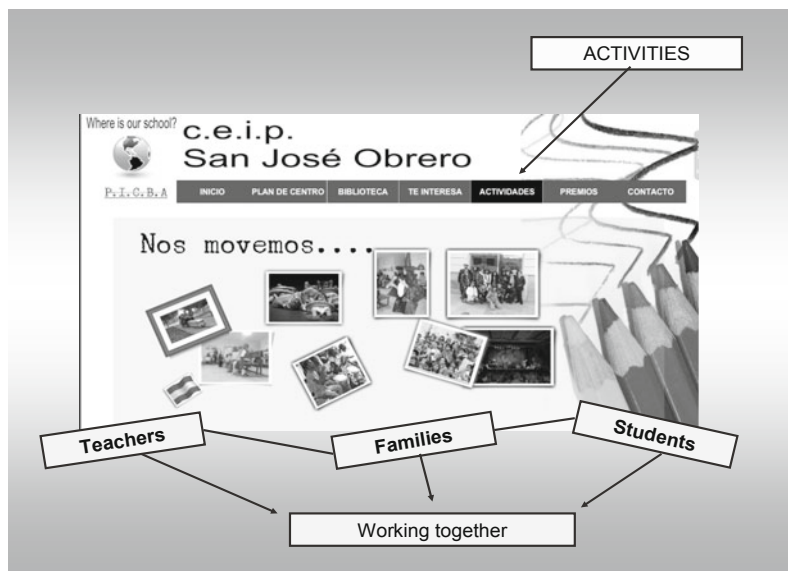 ACTIVITIES
Where is our school?
c.e.i.p.
San José Obrero
P.I.C.B.A
INICIO PLAN DE CENTRO BIBLIOTECA TE INTERESA ACTIVIDADES PREMIOS CONTACTO
Nos movemos....
Teachers
Families
Students
Working together